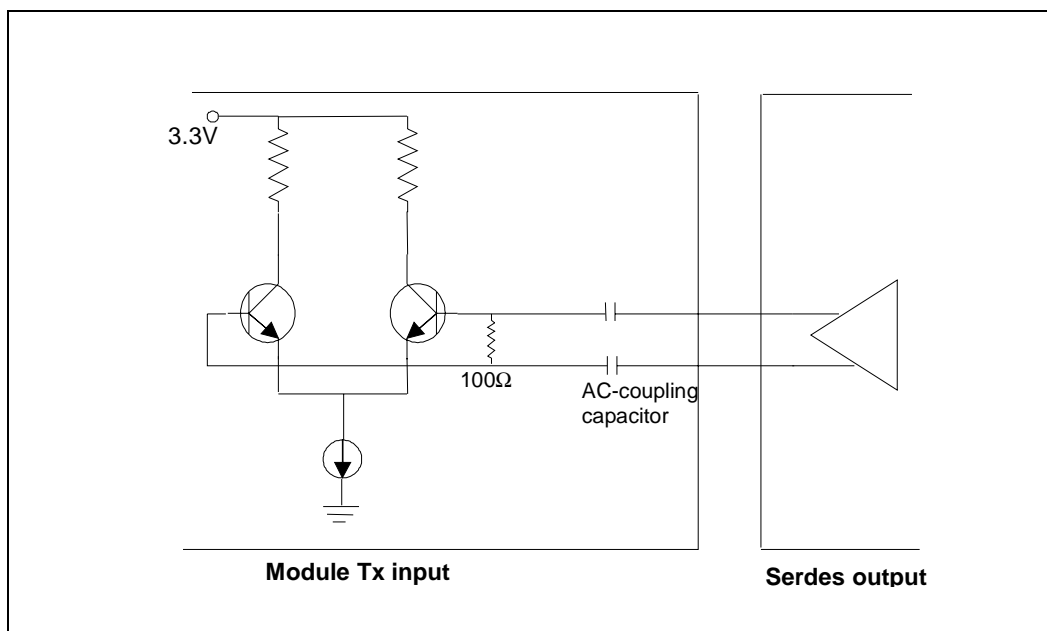 3.3V
100Ω
AC-coupling
capacitor
Module Tx input
Serdes output